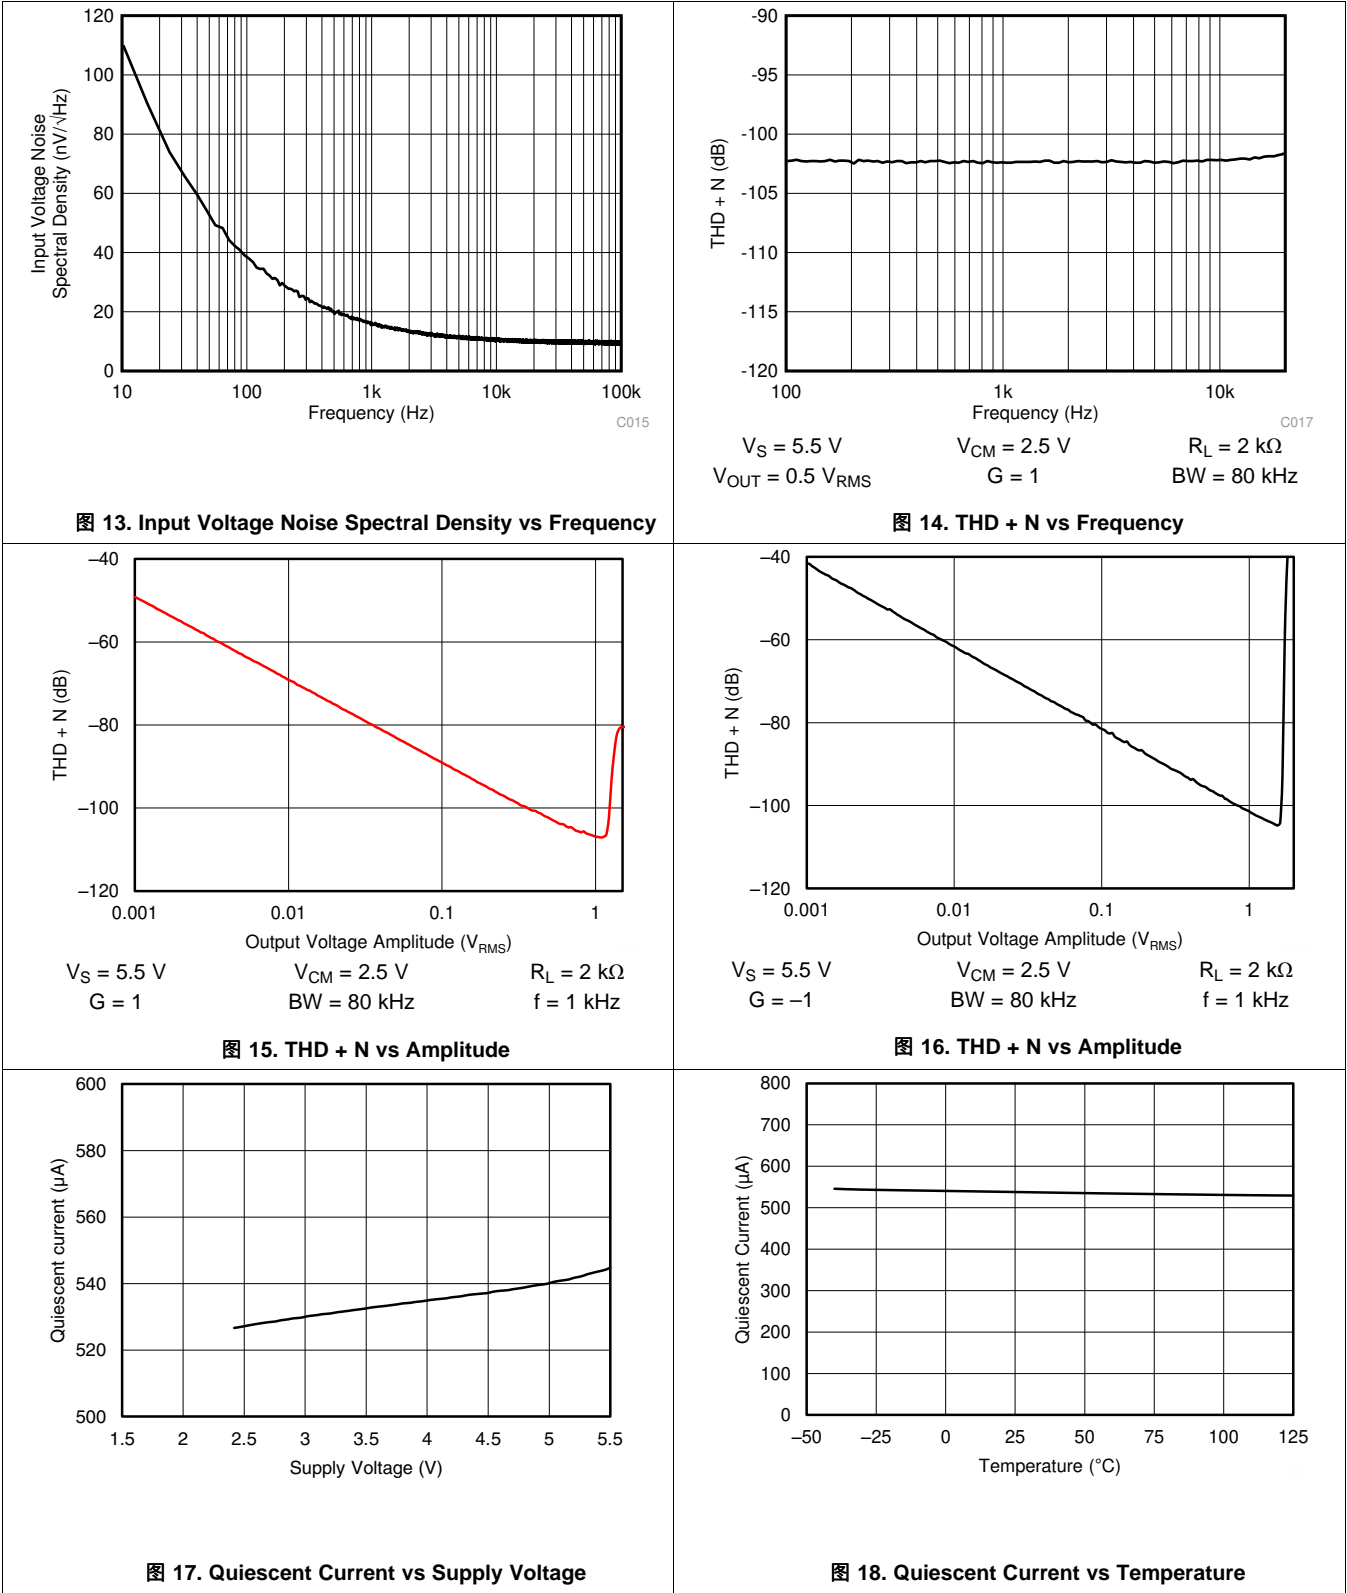 120
100
80
60
40
20
0
Input Voltage Noise
Spectral Density (nV/√Hz)
10 100 1k 10k 100k
Frequency (Hz)
C015
图 13. Input Voltage Noise Spectral Density vs Frequency
-90
-95
-100
-105
-110
-115
-120
THD + N (dB)
100 1k 10k
Frequency (Hz)
C017
VS = 5.5 V VCM = 2.5 V RL = 2 kΩ
VOUT = 0.5 VRMS G = 1 BW = 80 kHz
图 14. THD + N vs Frequency
–40
–60
–80
–100
–120
THD + N (dB)
0.001 0.01 0.1 1
Output Voltage Amplitude (VRMS)
VS = 5.5 V VCM = 2.5 V RL = 2 kΩ
G = 1 BW = 80 kHz f = 1 kHz
图 15. THD + N vs Amplitude
–40
–60
–80
–100
–120
THD + N (dB)
0.001 0.01 0.1 1
Output Voltage Amplitude (VRMS)
VS = 5.5 V VCM = 2.5 V RL = 2 kΩ
G = –1 BW = 80 kHz f = 1 kHz
图 16. THD + N vs Amplitude
600
580
560
540
520
500
Quiescent current (µA)
1.5 2 2.5 3 3.5 4 4.5 5 5.5
Supply Voltage (V)
图 17. Quiescent Current vs Supply Voltage
800
700
600
500
400
300
200
100
0
Quiescent Current (µA)
–50 –25 0 25 50 75 100 125
Temperature (°C)
图 18. Quiescent Current vs Temperature